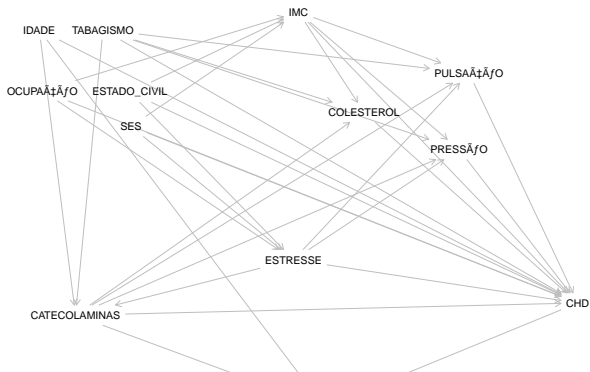 IMC
IDADE TABAGISMO
PULSAÃ‡ÃƒO
OCUPAÃ‡ÃƒO ESTADO_CIVIL
COLESTEROL
SES
PRESSÃƒO
ESTRESSE
CHD
CATECOLAMINAS